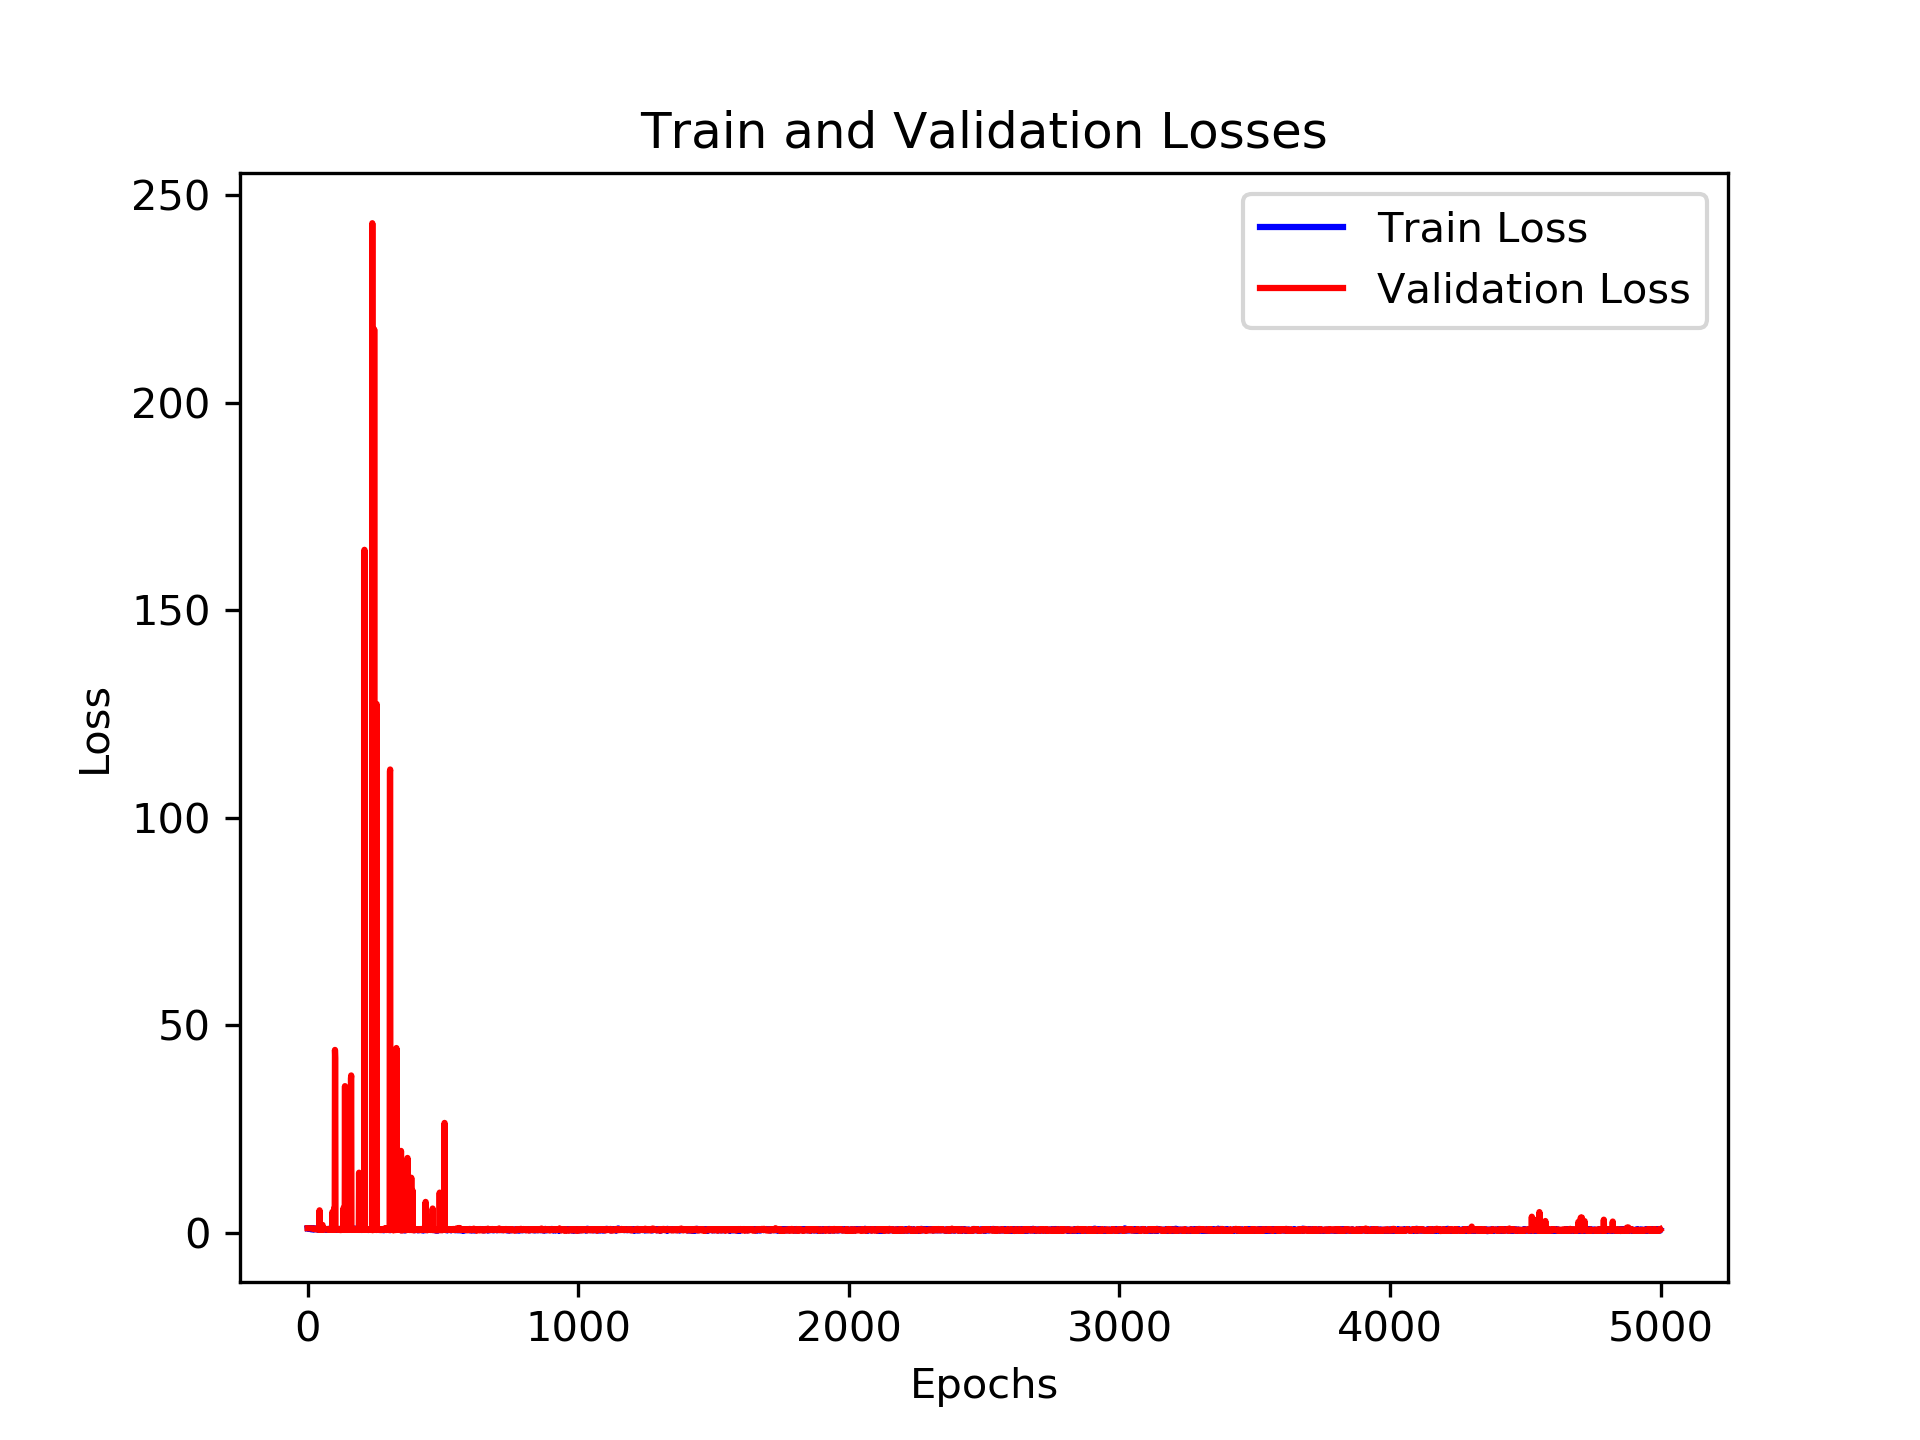 Train and Validation Losses
Train Loss
Validation Loss
250
200
150
100
50
0
Loss
0 1000 2000 3000 4000 5000
Epochs